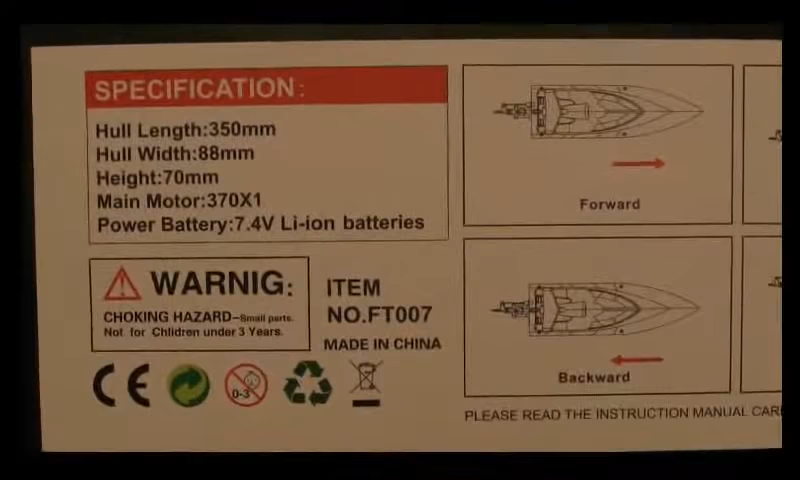 SPECIFICATION:
Hull Length:350mm
Hull Width:88mm
Height:70mm
Main Motor:370X1
Power Battery:7.4V Li-ion batteries
WARNIG:
CHOKING HAZARD–Small parts.
Not for Children under 3 Years.
ITEM
NO.FT007
MADE IN CHINA
CE
0-3
Forward
Backward
PLEASE READ THE INSTRUCTION MANUAL